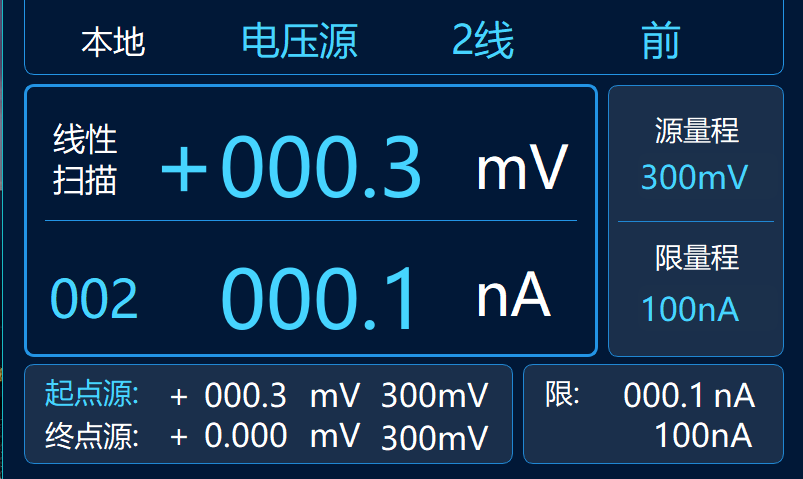 本地 电压源 2线 前
线性
扫描 +000.3 mV
002 000.1 nA
源量程
300mV
限量程
100nA
起点源: + 000.3 mV 300mV
终点源: + 0.000 mV 300mV
限: 000.1 nA
100nA